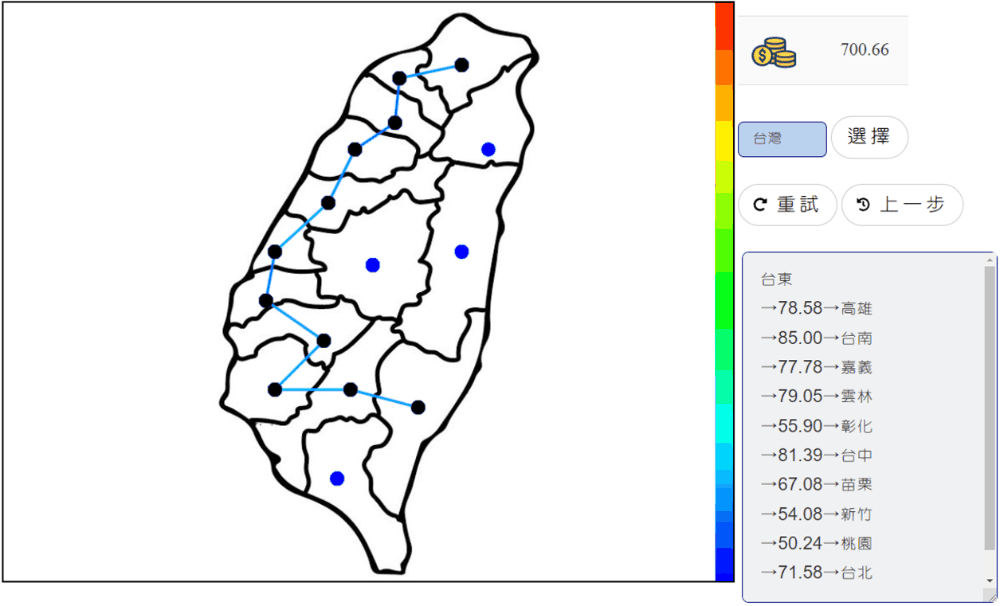 700.66
台灣
選擇
重試
上一步
台東
→78.58→高雄
→85.00→台南
→77.78→嘉義
→79.05→雲林
→55.90→彰化
→81.39→台中
→67.08→苗栗
→54.08→新竹
→50.24→桃園
→71.58→台北